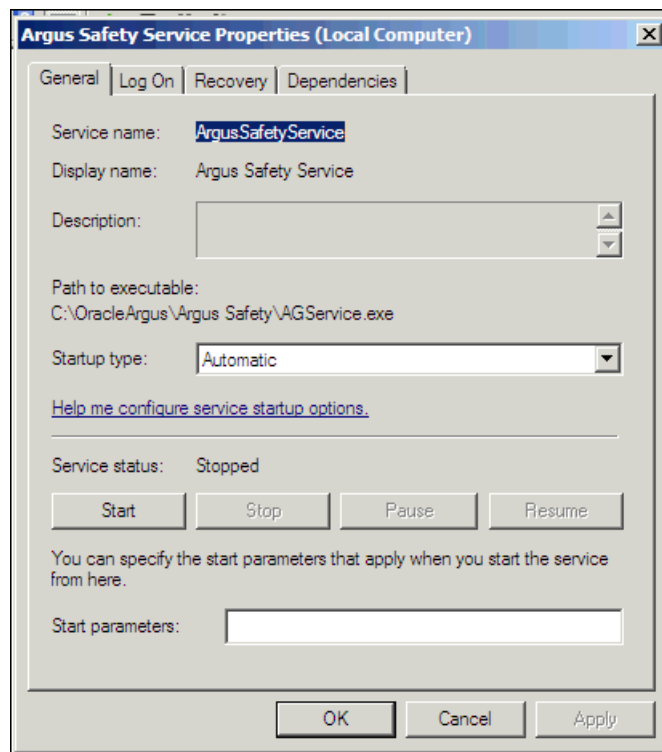 Argus Safety Service Properties (Local Computer)
General Log On Recovery Dependencies
Service name: ArgusSafetyService
Display name: Argus Safety Service
Description:
Path to executable:
C:\OracleArgus\Argus Safety\AGService.exe
Startup type: Automatic
Help me configure service startup options.
Service status: Stopped
Start Stop Pause Resume
You can specify the start parameters that apply when you start the service
from here.
Start parameters:
OK Cancel Apply